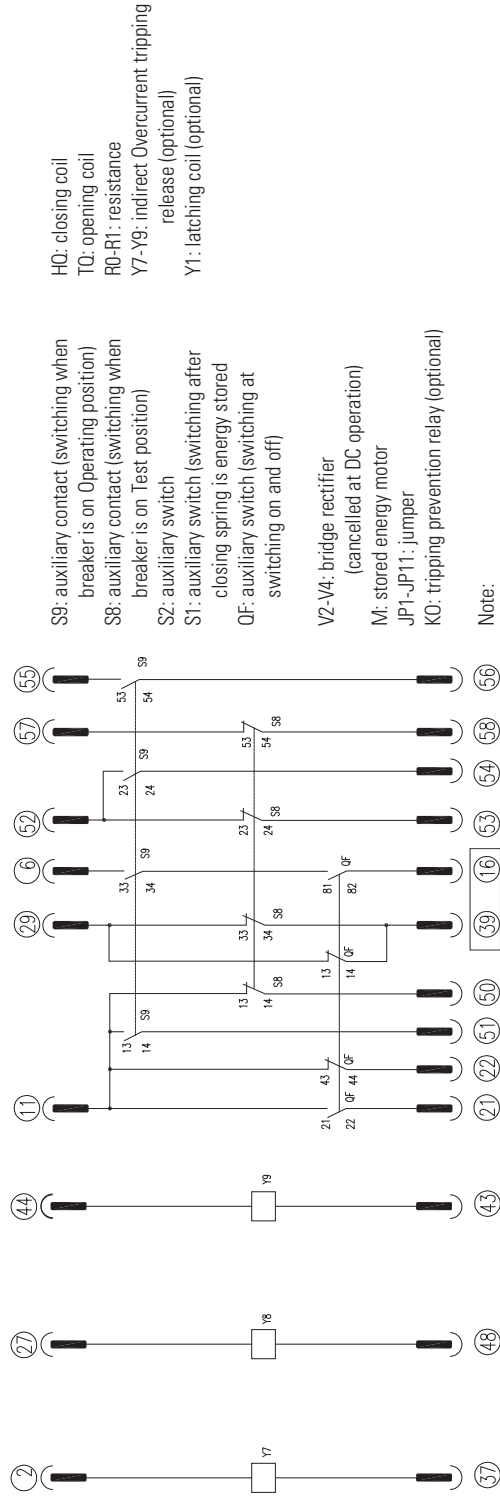 2 27 44 11 29 6 52 57 55
13 33 23 53
14 S9 34 S9 24 S9 54 S9
Y7 Y8 Y9
13 33 23 53
14 S8 34 S8 24 S8 54 S8
21 43 13 81
22 QF 44 QF 14 QF 82 QF
37 48 43 21 22 51 50 39 16 53 54 58 56
S9: auxiliary contact (switching when
breaker is on Operating position)
S8: auxiliary contact (switching when
breaker is on Test position)
S2: auxiliary switch
S1: auxiliary switch (switching after
closing spring is energy stored
QF: auxiliary switch (switching at
switching on and off)
V2-V4: bridge rectifier
(cancelled at DC operation)
M: stored energy motor
JP1-JP11: jumper
KO: tripping prevention relay (optional)
Note:
HQ: closing coil
TQ: opening coil
R0-R1: resistance
Y7-Y9: indirect Overcurrent tripping
release (optional)
Y1: latching coil (optional)